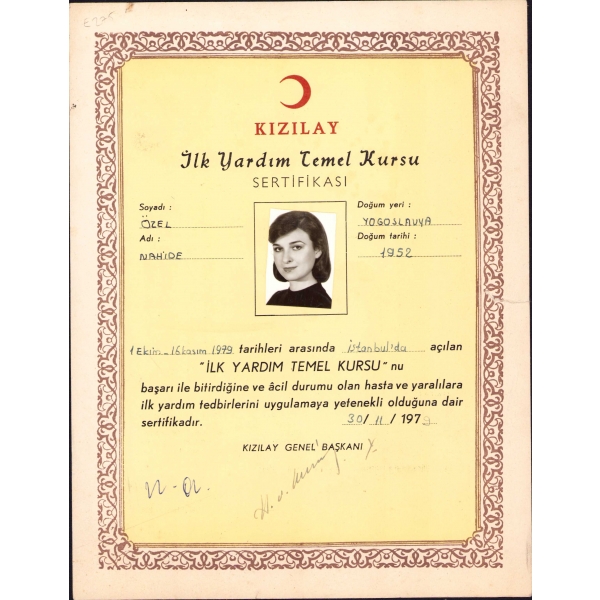 KIZILAY
İlk Yardım Temel Kursu
SERTİFİKASI
Soyadı :
ÖZEL
Adı :
NAHİDE
Doğum yeri :
YOGOSLAVYA
Doğum tarihi :
1952
1 Ekim - 16 Kasım 1979 tarihleri arasında İstanbul'da açılan
"İLK YARDIM TEMEL KURSU" nu
başarı ile bitirdiğine ve âcil durumu olan hasta ve yaralılara
ilk yardım tedbirlerini uygulamaya yetenekli olduğuna dair
sertifikadır.
30/ 11 / 1979
KIZILAY GENEL BAŞKANI